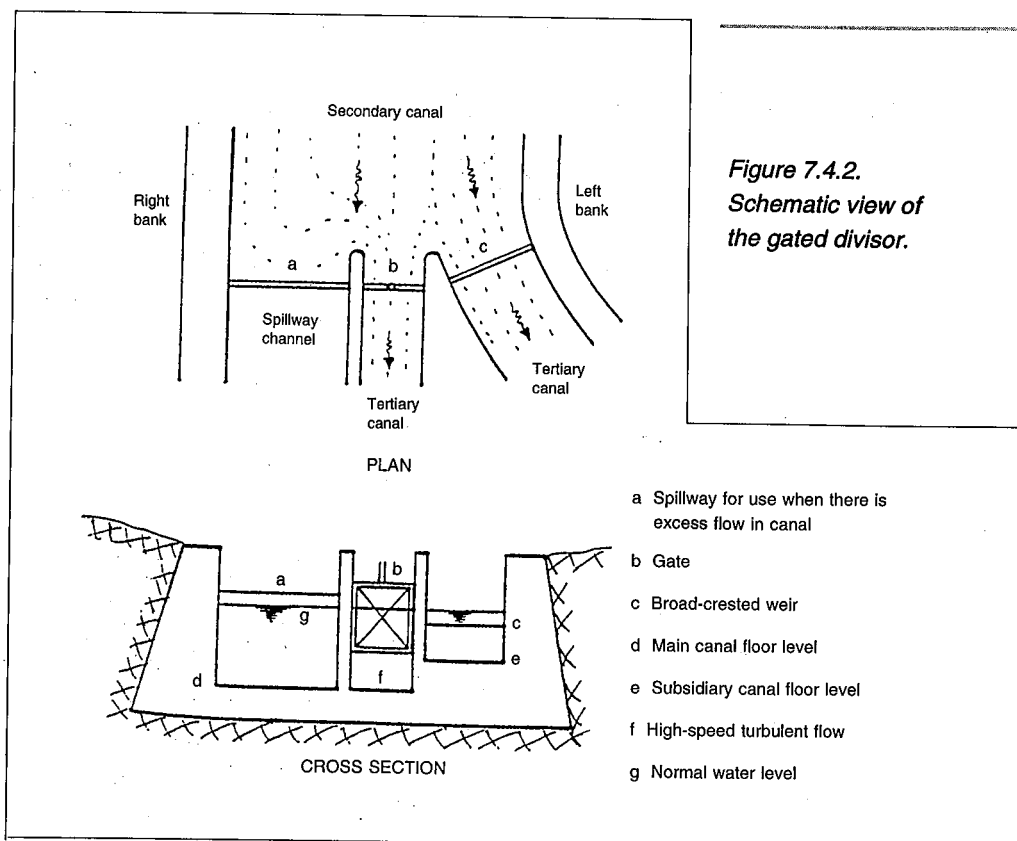 Figure 7.4.2.
Schematic view of
the gated divisor.
Secondary canal
Right
bank
Left
bank
a
b
c
Spillway
channel
Tertiary
canal
Tertiary
canal
PLAN
a
b
g
c
d
f
e
CROSS SECTION
a Spillway for use when there is
excess flow in canal
b Gate
c Broad-crested weir
d Main canal floor level
e Subsidiary canal floor level
f High-speed turbulent flow
g Normal water level